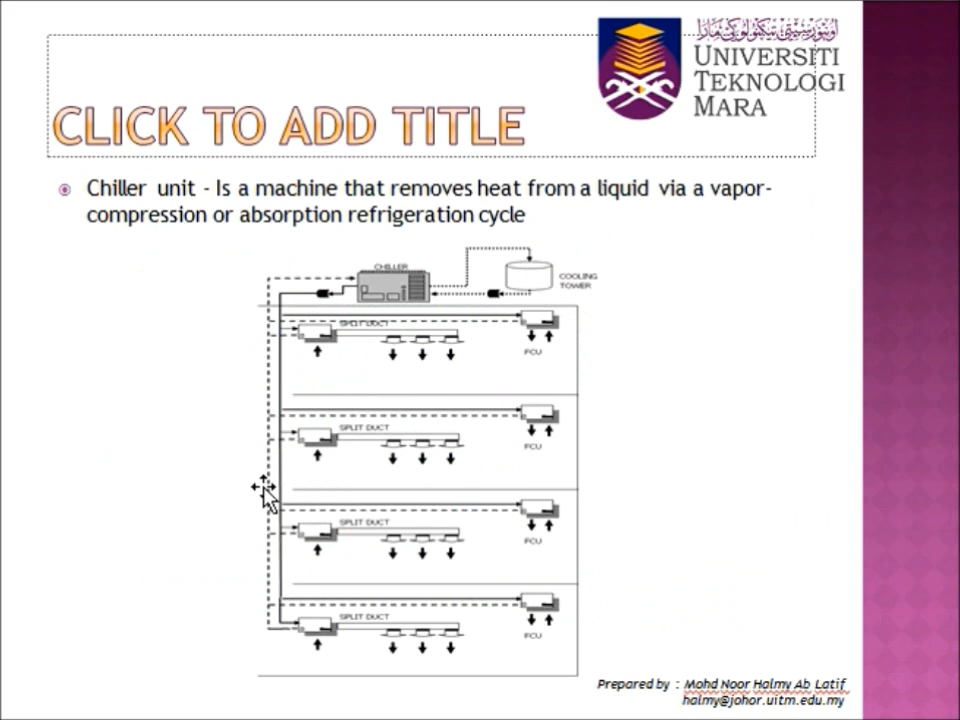 اونيۏرسيتي تيكنولوݢي مارا
UNIVERSITI
TEKNOLOGI
MARA
CLICK TO ADD TITLE
Chiller unit - Is a machine that removes heat from a liquid via a vapor-
compression or absorption refrigeration cycle
CHILLER
COOLING
TOWER
SPLIT DUCT
FCU
SPLIT DUCT
FCU
SPLIT DUCT
FCU
SPLIT DUCT
FCU
Prepared by : Mohd Noor Halmy Ab Latif
halmy@johor.uitm.edu.my